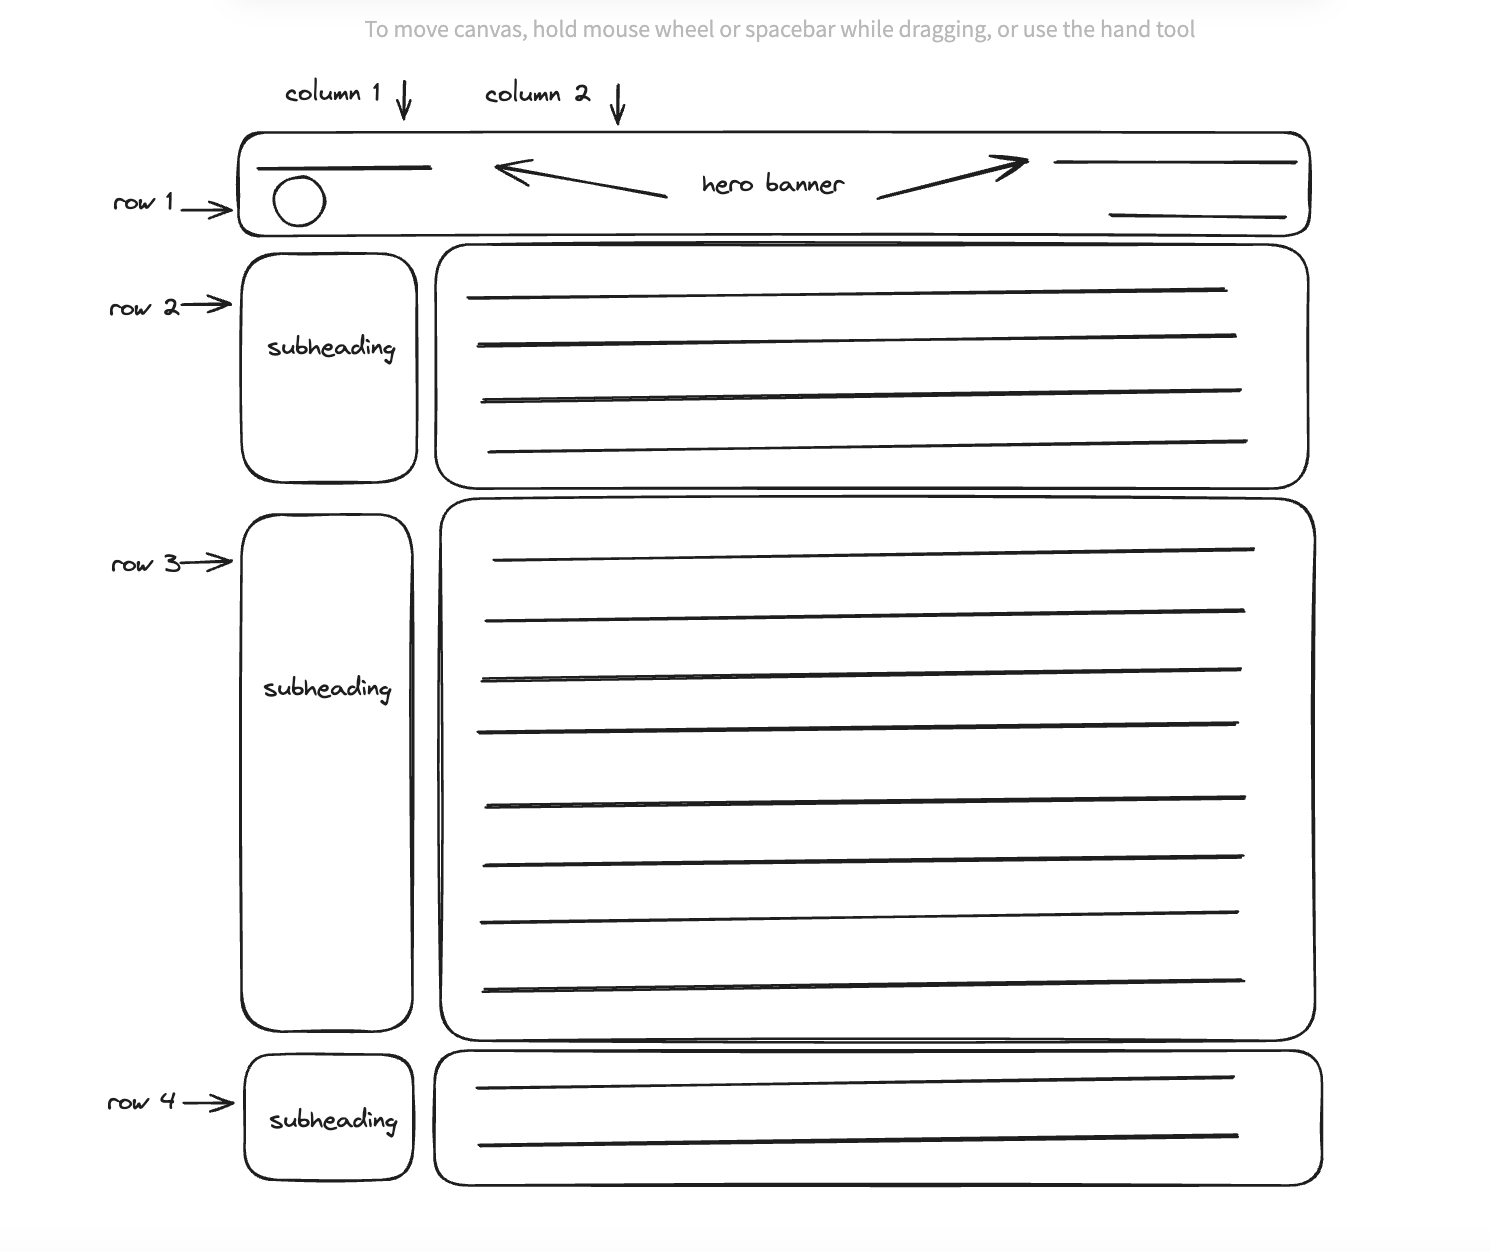 To move canvas, hold mouse wheel or spacebar while dragging, or use the hand tool
column 1
column 2
hero banner
row 1
row 2
subheading
row 3
subheading
row 4
subheading